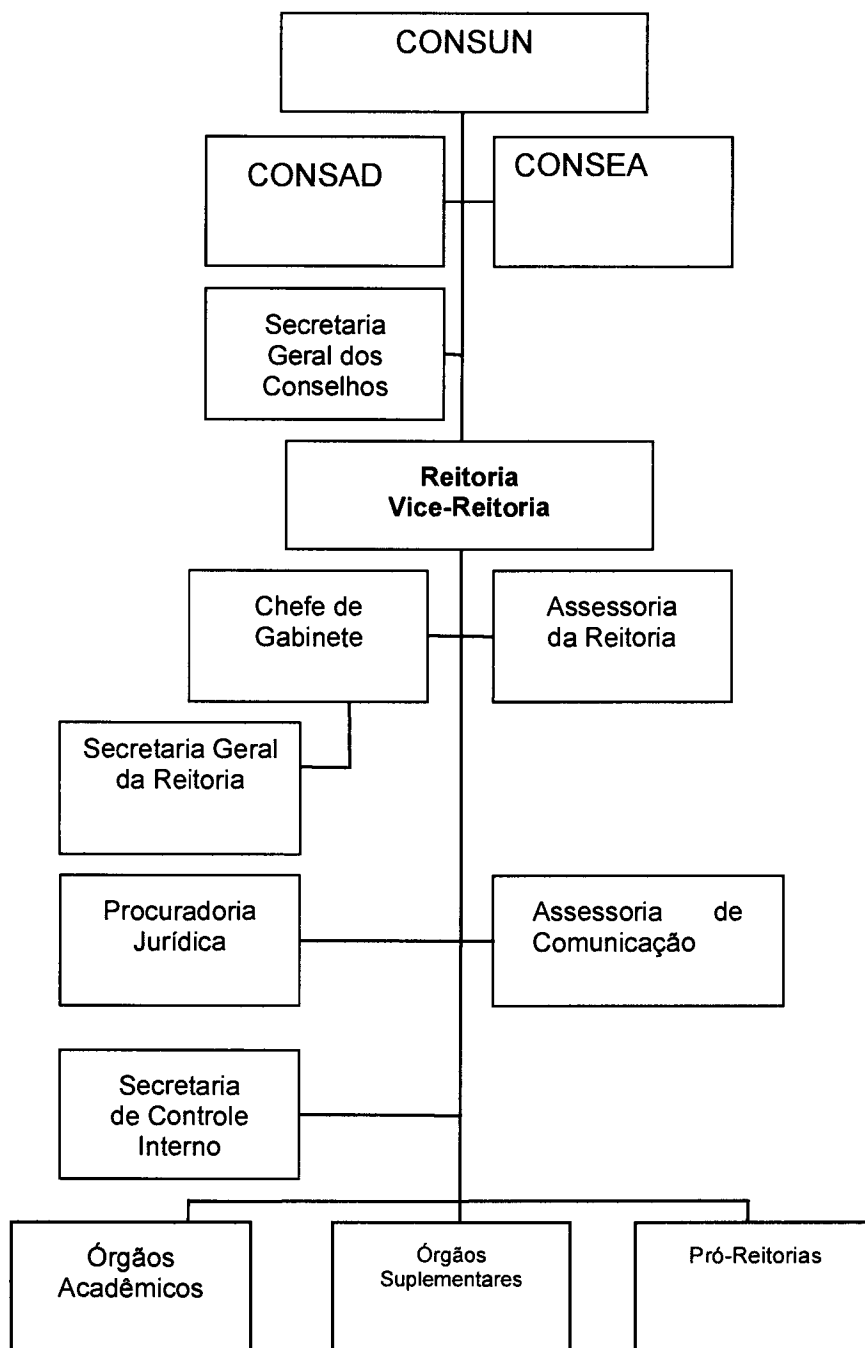 CONSUN
CONSAD
CONSEA
Secretaria
Geral dos
Conselhos
Reitoria
Vice-Reitoria
Chefe de
Gabinete
Assessoria
da Reitoria
Secretaria Geral
da Reitoria
Procuradoria
Jurídica
Assessoria de
Comunicação
Secretaria
de Controle
Interno
Órgãos
Acadêmicos
Órgãos
Suplementares
Pró-Reitorias